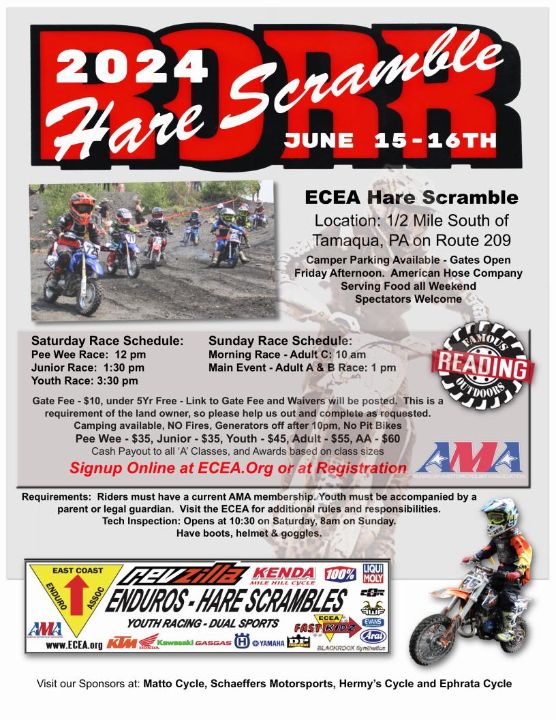 RORR
2024
Hare Scramble
JUNE 15-16TH
ECEA Hare Scramble
Location: 1/2 Mile South of
Tamaqua, PA on Route 209
Camper Parking Available - Gates Open
Friday Afternoon. American Hose Company
Serving Food all Weekend
Spectators Welcome
Saturday Race Schedule:
Pee Wee Race: 12 pm
Junior Race: 1:30 pm
Youth Race: 3:30 pm
Sunday Race Schedule:
Morning Race - Adult C: 10 am
Main Event - Adult A & B Race: 1 pm
FAMOUS
READING
OUTDOORS
Gate Fee - $10, under 5Yr Free - Link to Gate Fee and Waivers will be posted. This is a
requirement of the land owner, so please help us out and complete as requested.
Camping available, NO Fires, Generators off after 10pm, No Pit Bikes
Pee Wee - $35, Junior - $35, Youth - $45, Adult - $55, AA - $60
Cash Payout to all 'A' Classes, and Awards based on class sizes
Signup Online at ECEA.Org or at Registration
AMA
Requirements: Riders must have a current AMA membership. Youth must be accompanied by a
parent or legal guardian. Visit the ECEA for additional rules and responsibilities.
Tech Inspection: Opens at 10:30 on Saturday, 8am on Sunday.
Have boots, helmet & goggles.
EAST COAST
ENDURO
ASSOC
AMA
www.ECEA.org
revzilla
KENDA
MILE HILL CYCLE
100%
LIQUI
MOLY
ENDUROS - HARE SCRAMBLES
YOUTH RACING - DUAL SPORTS
ECEA
FAST KIDZ
EVANS
Arai
KTM
HONDA
Kawasaki
GASGAS
YAMAHA
Visit our Sponsors at: Matto Cycle, Schaeffers Motorsports, Hermy's Cycle and Ephrata Cycle